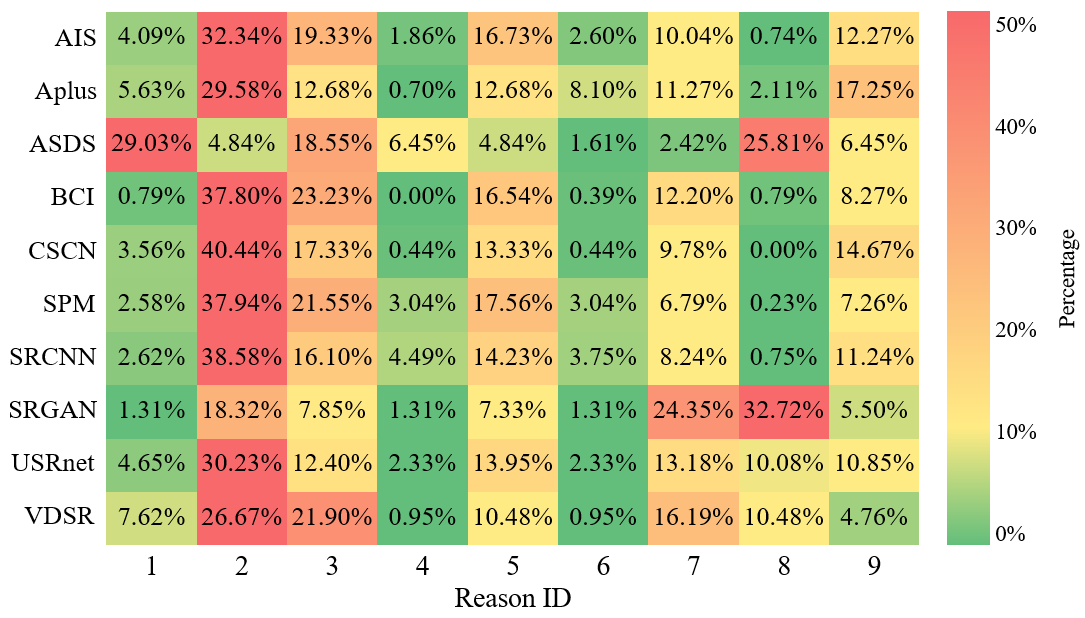 AIS 4.09% 32.34% 19.33% 1.86% 16.73% 2.60% 10.04% 0.74% 12.27%
Aplus 5.63% 29.58% 12.68% 0.70% 12.68% 8.10% 11.27% 2.11% 17.25%
ASDS 29.03% 4.84% 18.55% 6.45% 4.84% 1.61% 2.42% 25.81% 6.45%
BCI 0.79% 37.80% 23.23% 0.00% 16.54% 0.39% 12.20% 0.79% 8.27%
CSCN 3.56% 40.44% 17.33% 0.44% 13.33% 0.44% 9.78% 0.00% 14.67%
SPM 2.58% 37.94% 21.55% 3.04% 17.56% 3.04% 6.79% 0.23% 7.26%
SRCNN 2.62% 38.58% 16.10% 4.49% 14.23% 3.75% 8.24% 0.75% 11.24%
SRGAN 1.31% 18.32% 7.85% 1.31% 7.33% 1.31% 24.35% 32.72% 5.50%
USRnet 4.65% 30.23% 12.40% 2.33% 13.95% 2.33% 13.18% 10.08% 10.85%
VDSR 7.62% 26.67% 21.90% 0.95% 10.48% 0.95% 16.19% 10.48% 4.76%
1 2 3 4 5 6 7 8 9
Reason ID
50%
40%
30%
20%
10%
0%
Percentage